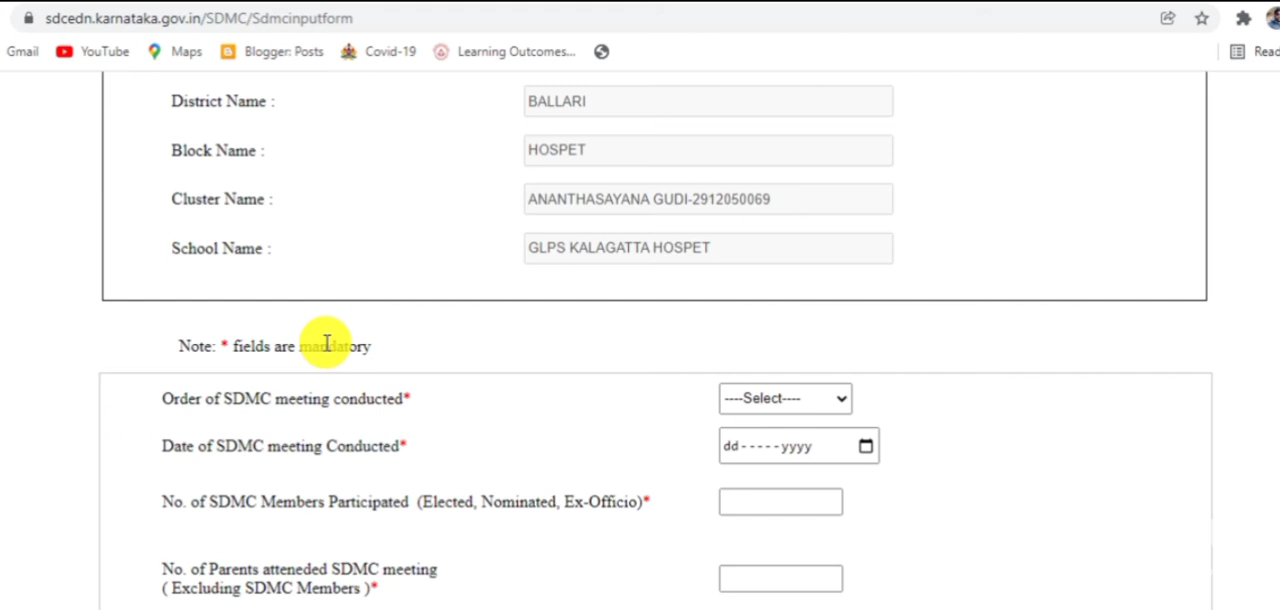 sdcedn.karnataka.gov.in/SDMC/Sdmcinputform
Gmail YouTube Maps Blogger: Posts Covid-19 Learning Outcomes... Read
District Name : BALLARI
Block Name : HOSPET
Cluster Name : ANANTHASAYANA GUDI-2912050069
School Name : GLPS KALAGATTA HOSPET
Note: * fields are mandatory
Order of SDMC meeting conducted* ----Select----
Date of SDMC meeting Conducted* dd-----yyyy
No. of SDMC Members Participated (Elected, Nominated, Ex-Officio)*
No. of Parents atteneded SDMC meeting
( Excluding SDMC Members )*